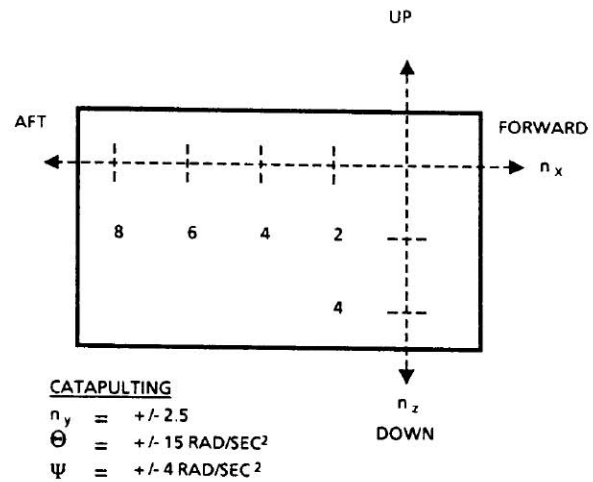 UP
AFT
FORWARD
n x
8 6 4 2
4
n z
DOWN
CATAPULTING
n y = +/- 2.5
Θ = +/- 15 RAD/SEC²
Ψ = +/- 4 RAD/SEC²